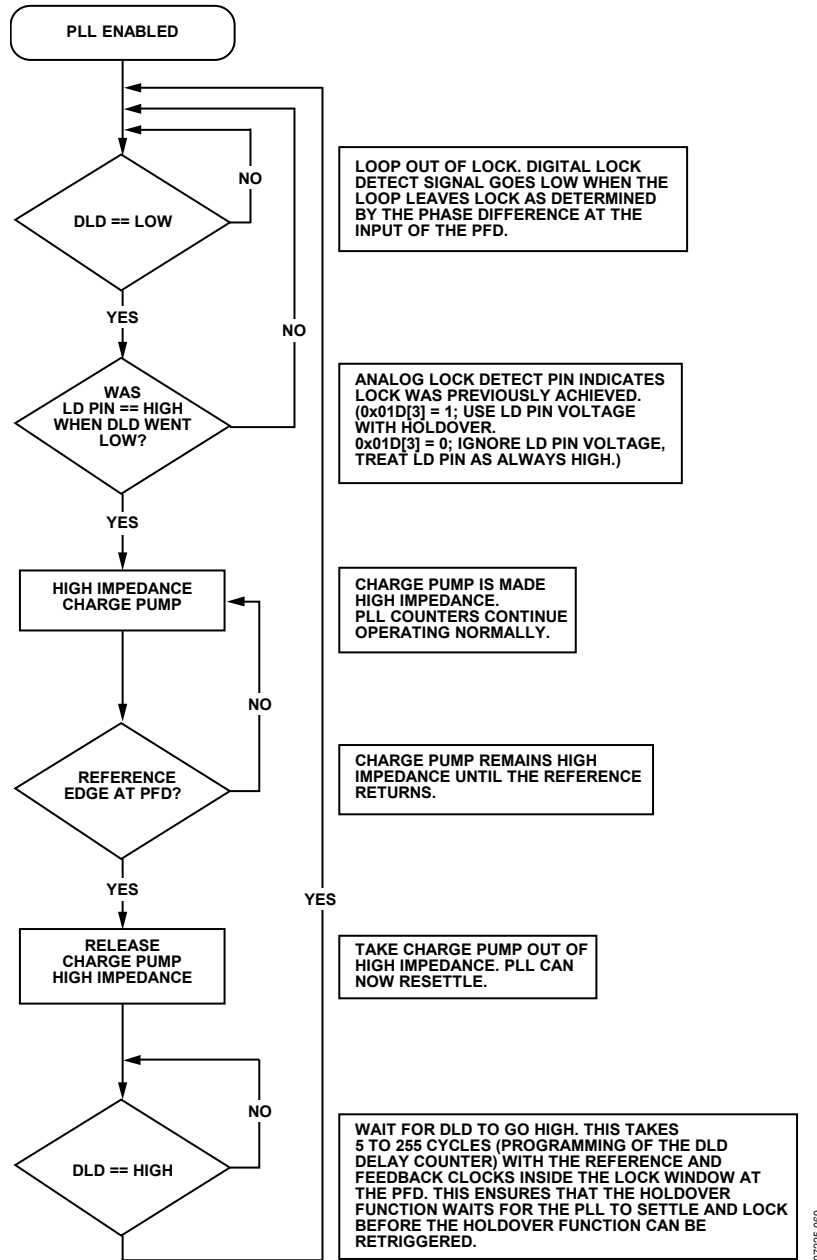 PLL ENABLED
NO
DLD == LOW
LOOP OUT OF LOCK. DIGITAL LOCK
DETECT SIGNAL GOES LOW WHEN THE
LOOP LEAVES LOCK AS DETERMINED
BY THE PHASE DIFFERENCE AT THE
INPUT OF THE PFD.
YES
NO
WAS
LD PIN == HIGH
WHEN DLD WENT
LOW?
ANALOG LOCK DETECT PIN INDICATES
LOCK WAS PREVIOUSLY ACHIEVED.
(0x01D[3] = 1; USE LD PIN VOLTAGE
WITH HOLDOVER.
0x01D[3] = 0; IGNORE LD PIN VOLTAGE,
TREAT LD PIN AS ALWAYS HIGH.)
YES
HIGH IMPEDANCE
CHARGE PUMP
CHARGE PUMP IS MADE
HIGH IMPEDANCE.
PLL COUNTERS CONTINUE
OPERATING NORMALLY.
NO
REFERENCE
EDGE AT PFD?
CHARGE PUMP REMAINS HIGH
IMPEDANCE UNTIL THE REFERENCE
RETURNS.
YES
YES
RELEASE
CHARGE PUMP
HIGH IMPEDANCE
TAKE CHARGE PUMP OUT OF
HIGH IMPEDANCE. PLL CAN
NOW RESETTLE.
NO
DLD == HIGH
WAIT FOR DLD TO GO HIGH. THIS TAKES
5 TO 255 CYCLES (PROGRAMMING OF THE DLD
DELAY COUNTER) WITH THE REFERENCE AND
FEEDBACK CLOCKS INSIDE THE LOCK WINDOW AT
THE PFD. THIS ENSURES THAT THE HOLDOVER
FUNCTION WAITS FOR THE PLL TO SETTLE AND LOCK
BEFORE THE HOLDOVER FUNCTION CAN BE
RETRIGGERED.